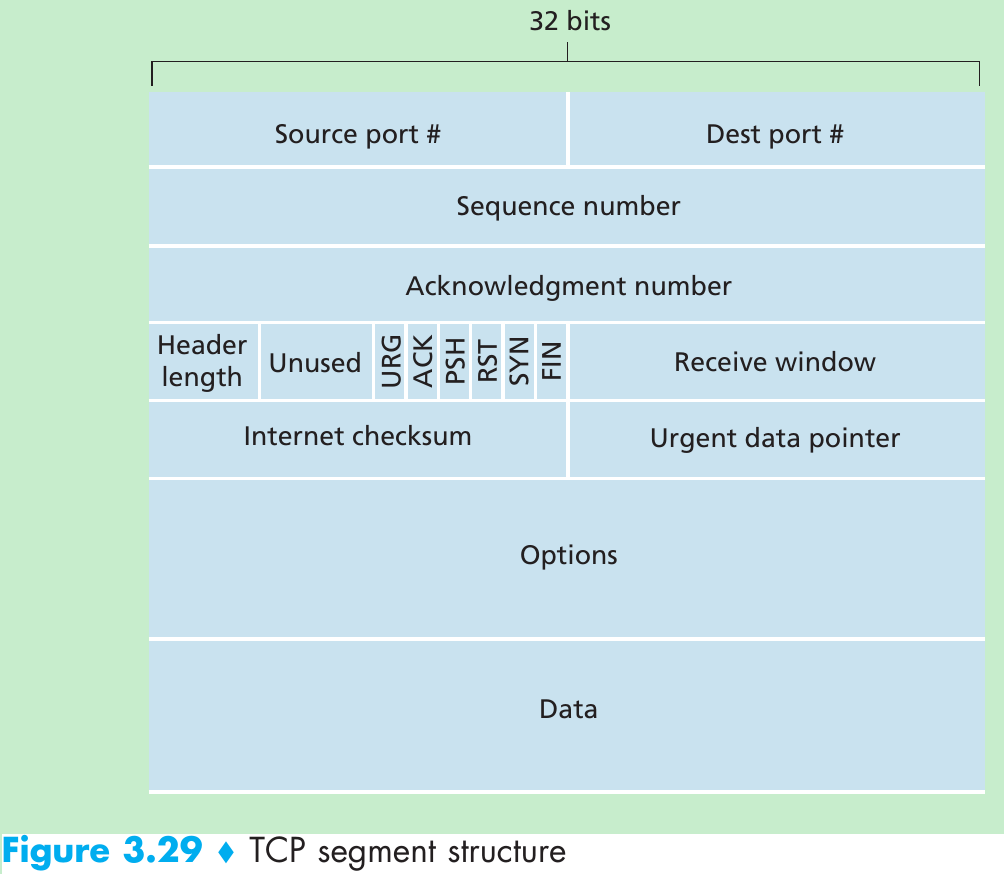 32 bits
Source port #
Dest port #
Sequence number
Acknowledgment number
Header
length
Unused
URG
ACK
PSH
RST
SYN
FIN
Receive window
Internet checksum
Urgent data pointer
Options
Data
Figure 3.29 ♦ TCP segment structure